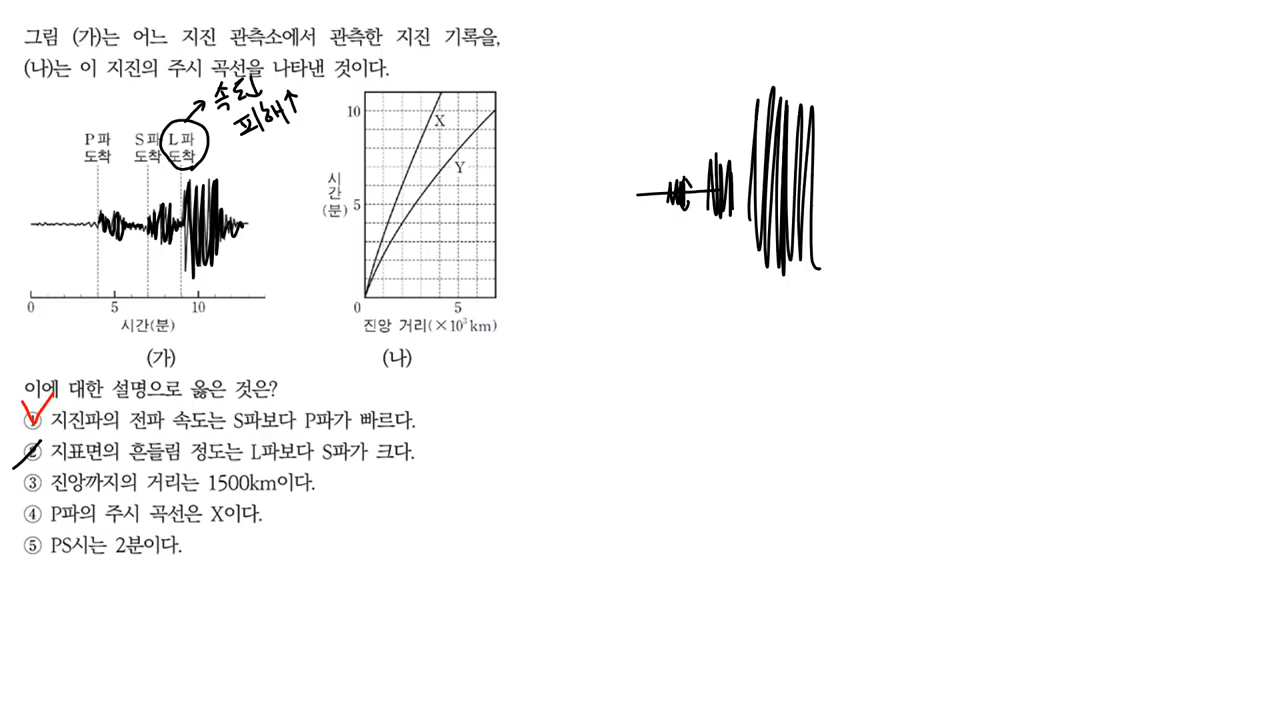 그림 (가)는 어느 지진 관측소에서 관측한 지진 기록을,
(나)는 이 지진의 주시 곡선을 나타낸 것이다.
피해↑
P파 도착
S파 도착
L파 도착
0 5 10
시간(분)
(가)
10
5
0
시간(분)
X
Y
5
진앙 거리(×10³km)
(나)
이에 대한 설명으로 옳은 것은?
① 지진파의 전파 속도는 S파보다 P파가 빠르다.
② 지표면의 흔들림 정도는 L파보다 S파가 크다.
③ 진앙까지의 거리는 1500km이다.
④ P파의 주시 곡선은 X이다.
⑤ PS시는 2분이다.